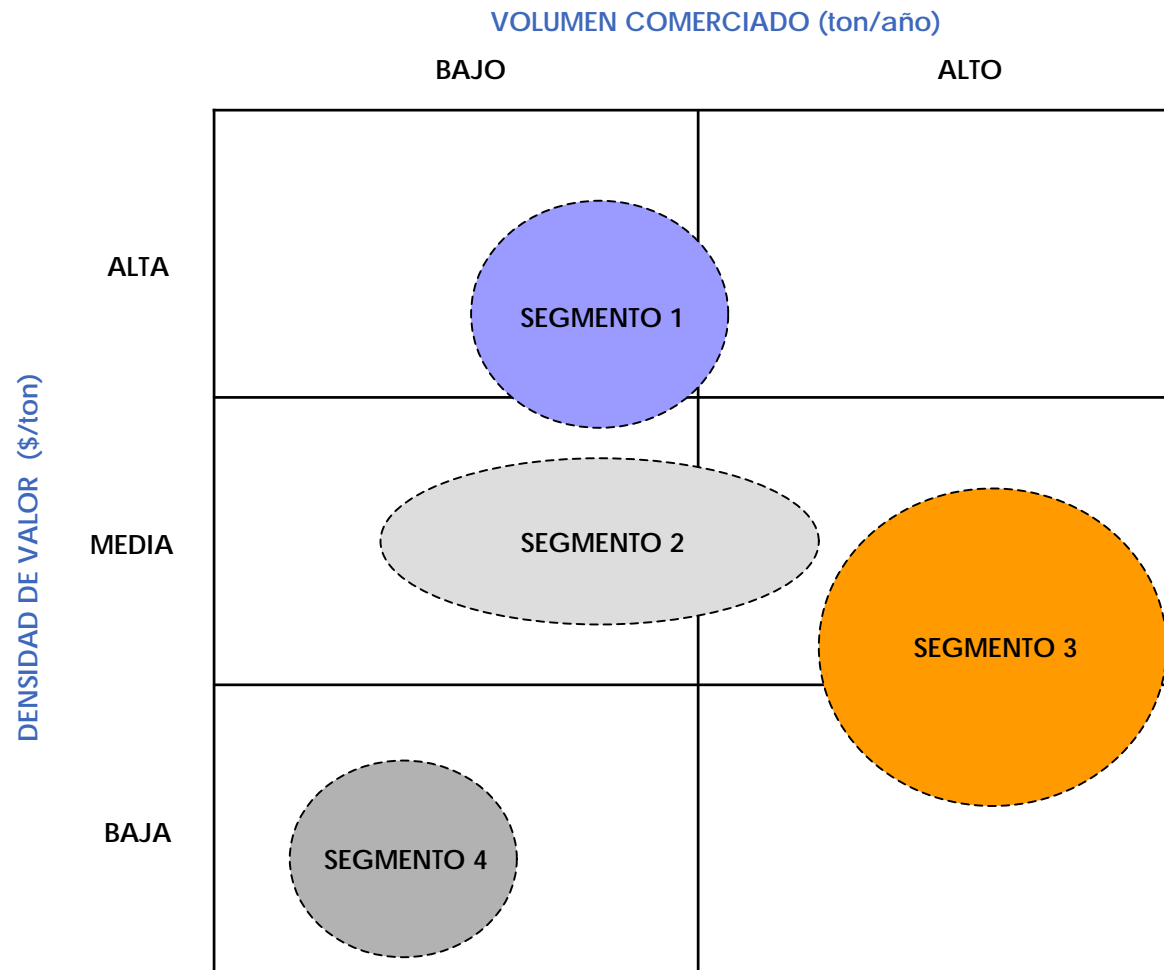 VOLUMEN COMERCIADO (ton/año)
BAJO
ALTO
ALTA
SEGMENTO 1
DENSIDAD DE VALOR ($/ton)
MEDIA
SEGMENTO 2
SEGMENTO 3
BAJA
SEGMENTO 4